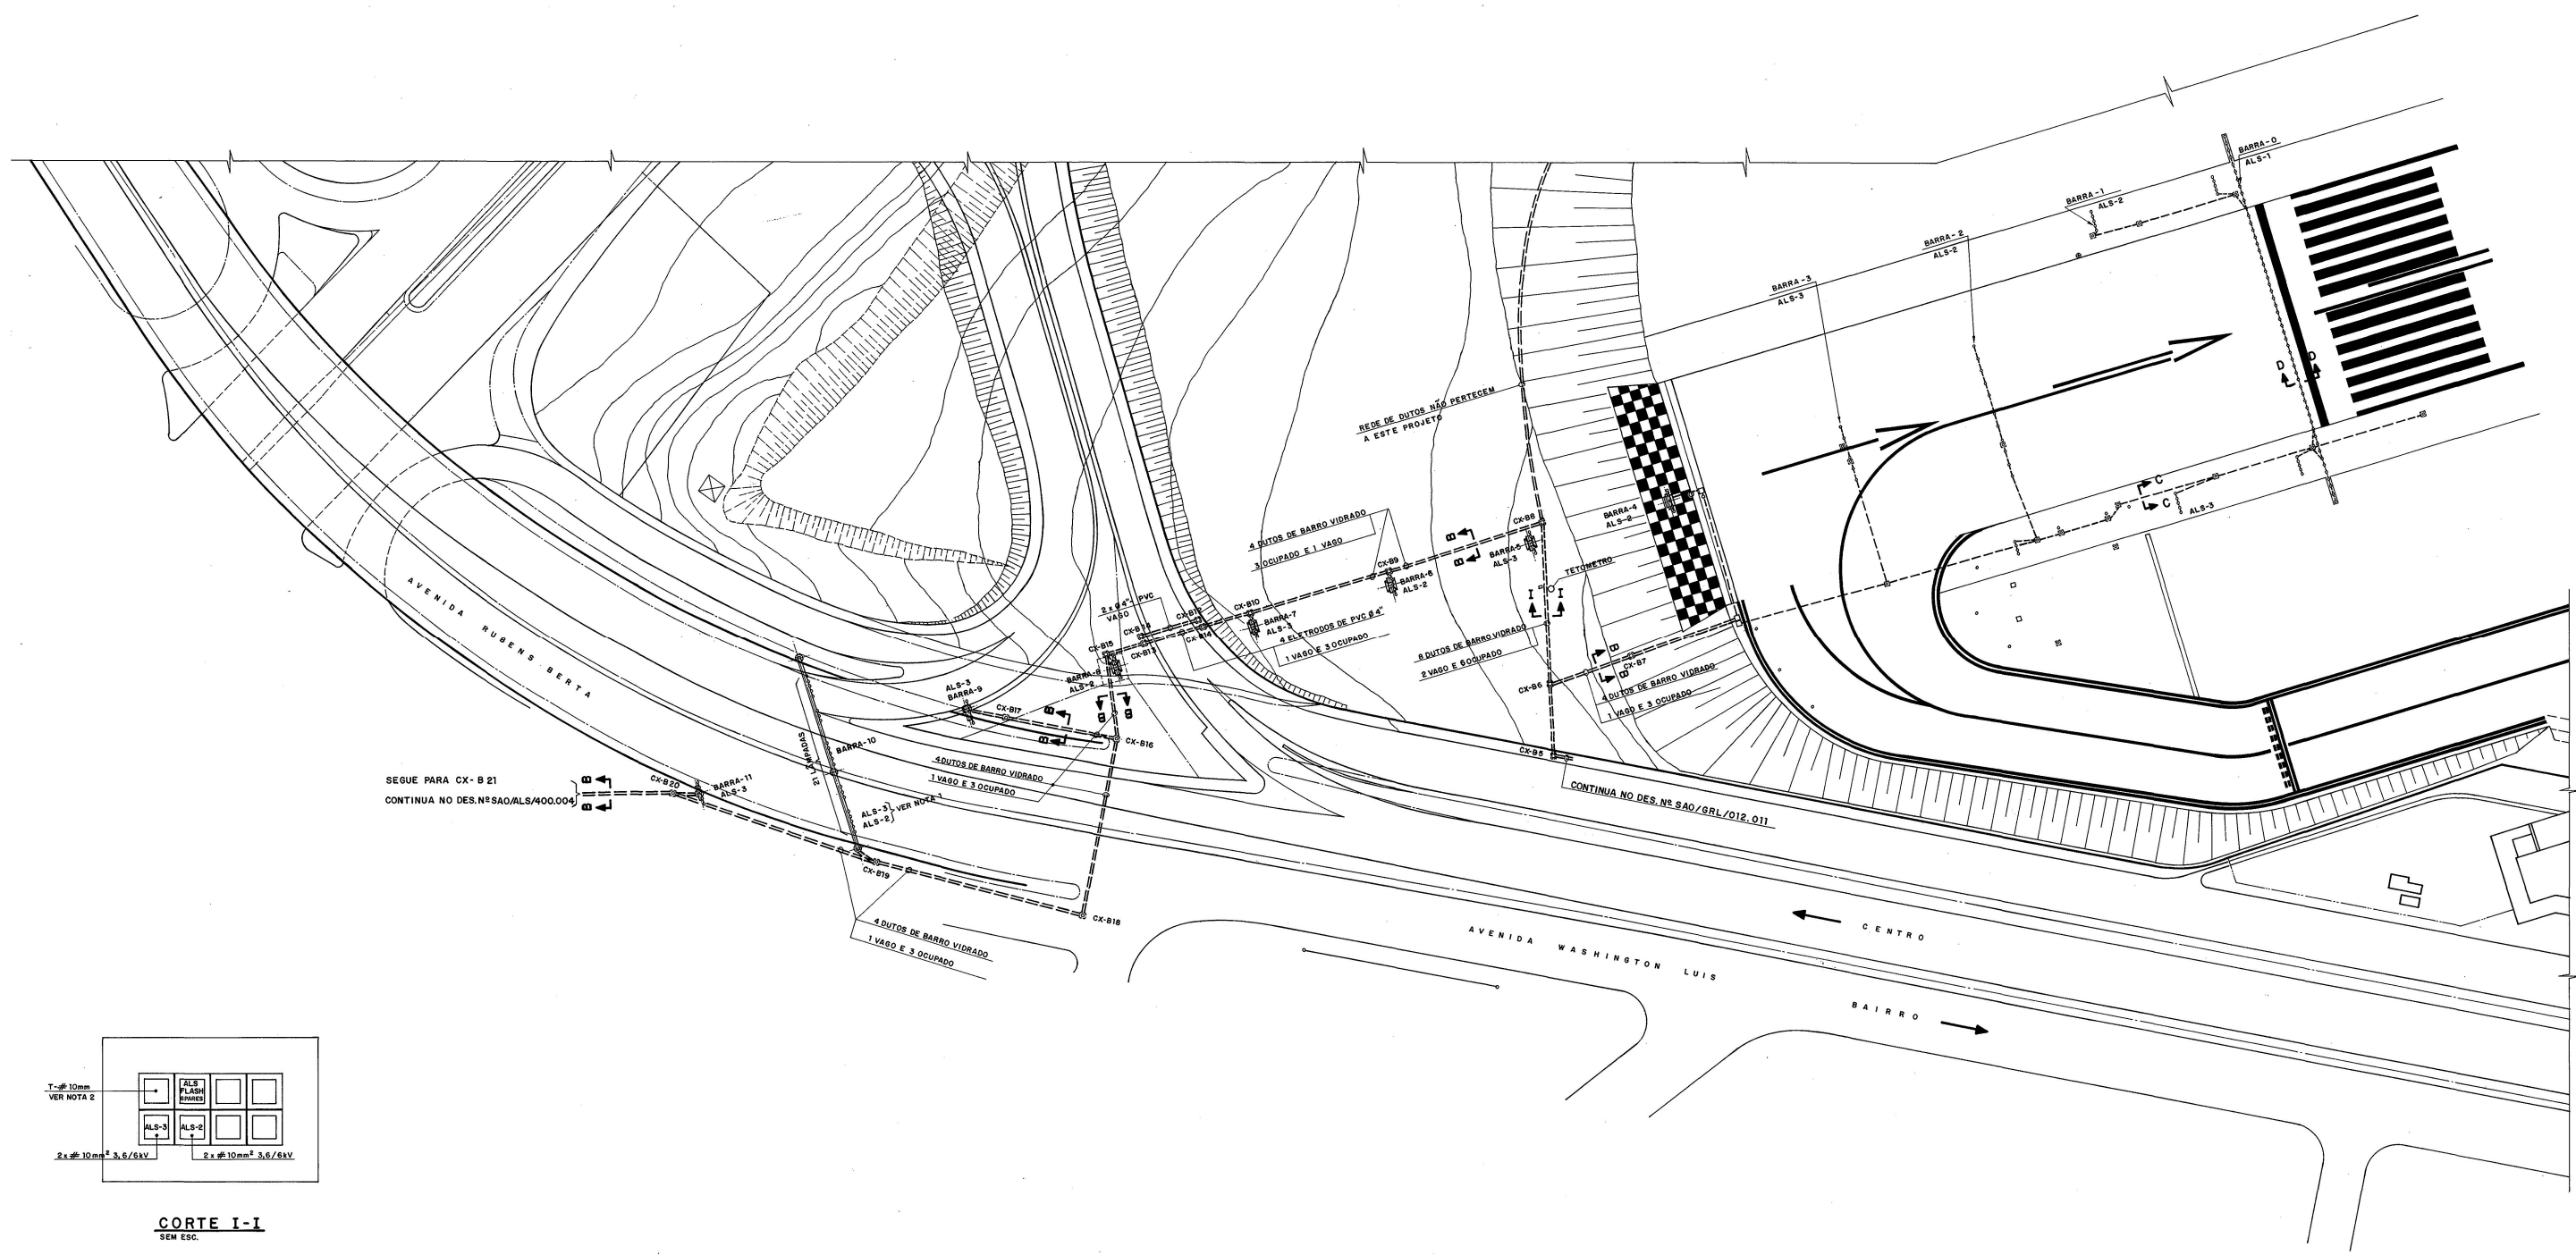 BARRA-0
ALS-1
BARRA-1
ALS-2
BARRA-2
ALS-2
BARRA-3
ALS-3
D
D
REDE DE DUTOS NÃO PERTECEM
A ESTE PROJETO
C
C
ALS-3
BARRA-4
ALS-2
4 DUTOS DE BARRO VIDRADO
3 OCUPADO E 1 VAGO
CX-B8
B
B
BARRA-5
ALS-3
CX-B9
BARRA-6
ALS-2
TETOMETRO
I
I
AVENIDA RUBENS BERTA
2 x Ø4"- PVC
VAGO
CX-B12
CX-B10
BARRA-7
ALS-3
4 ELETRODOS DE PVC Ø 4"
1 VAGO E 3 OCUPADO
CX-B14
CX-B13
CX-B15
BARRA-8
ALS-2
8 DUTOS DE BARRO VIDRADO
2 VAGO E 6 OCUPADO
B
B
CX-B7
CX-B6
4 DUTOS DE BARRO VIDRADO
1 VAGO E 3 OCUPADO
ALS-3
BARRA-9
CX-B17
B
B
B
B
CX-B16
CX-B5
CONTINUA NO DES. Nº SAO/GRL/012.011
21 LÂMPADAS
BARRA-10
4 DUTOS DE BARRO VIDRADO
1 VAGO E 3 OCUPADO
SEGUE PARA CX-B21
CONTINUA NO DES. Nº SAO/ALS/400.004
B
B
CX-B20
BARRA-11
ALS-3
ALS-3
ALS-2
VER NOTA 1
CX-B19
CX-B18
4 DUTOS DE BARRO VIDRADO
1 VAGO E 3 OCUPADO
CENTRO
AVENIDA WASHINGTON LUIS
BAIRRO
T-# 10mm
VER NOTA 2
ALS
FLASH
SPARES
ALS-3
ALS-2
2 x # 10mm² 3,6/6kV
2 x # 10mm² 3,6/6kV
CORTE I-I
SEM ESC.